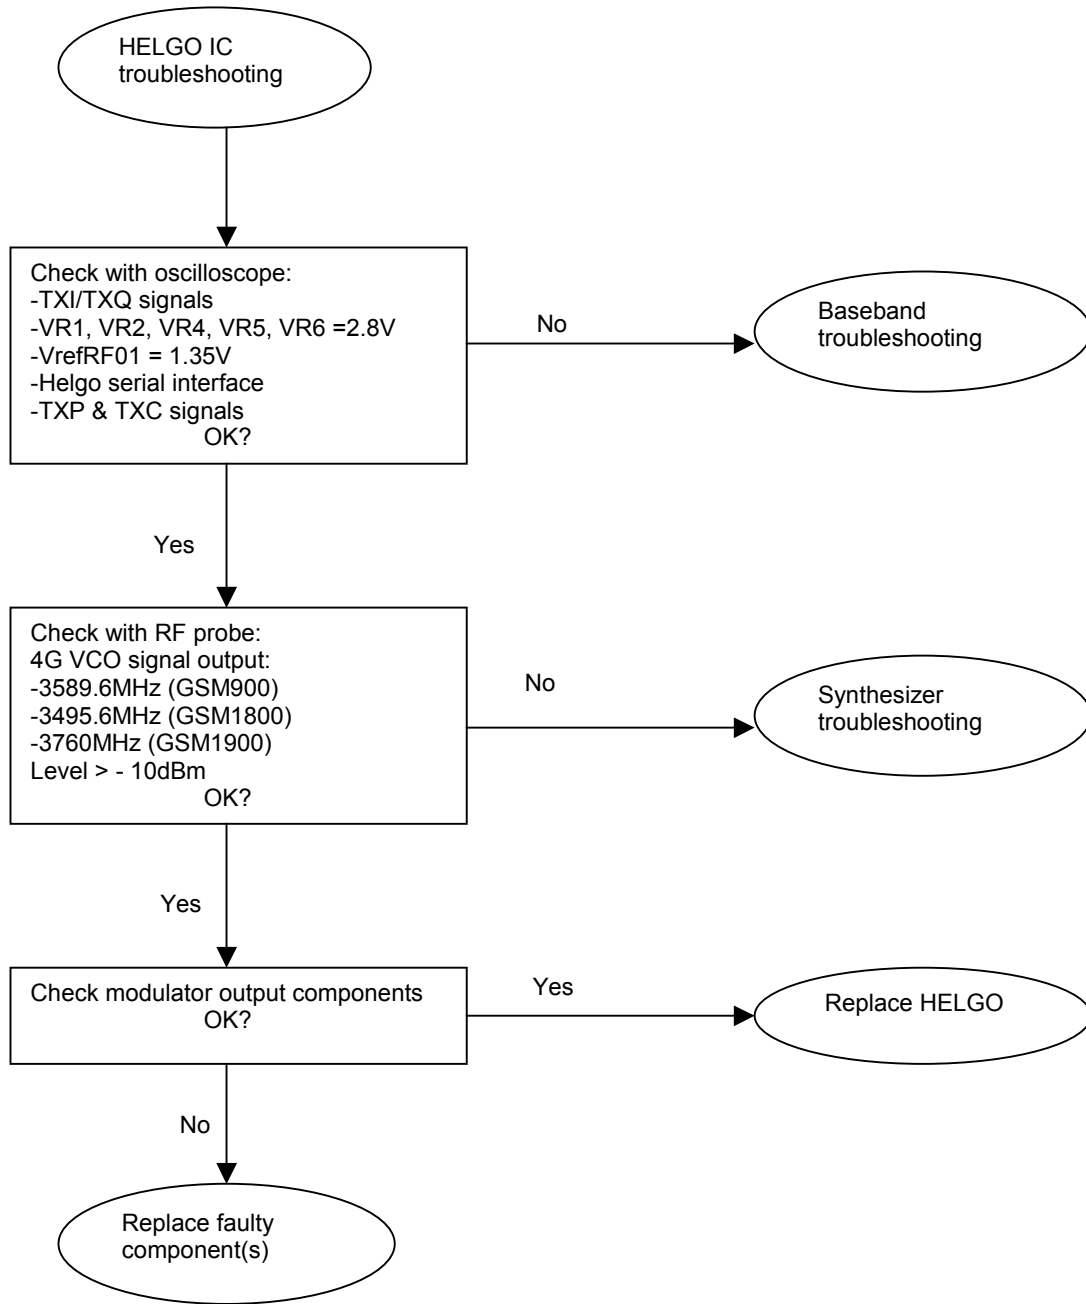 HELGO IC
troubleshooting
Check with oscilloscope:
-TXI/TXQ signals
-VR1, VR2, VR4, VR5, VR6 =2.8V
-VrefRF01 = 1.35V
-Helgo serial interface
-TXP & TXC signals
OK?
No
Baseband
troubleshooting
Yes
Check with RF probe:
4G VCO signal output:
-3589.6MHz (GSM900)
-3495.6MHz (GSM1800)
-3760MHz (GSM1900)
Level > - 10dBm
OK?
No
Synthesizer
troubleshooting
Yes
Check modulator output components
OK?
Yes
Replace HELGO
No
Replace faulty
component(s)